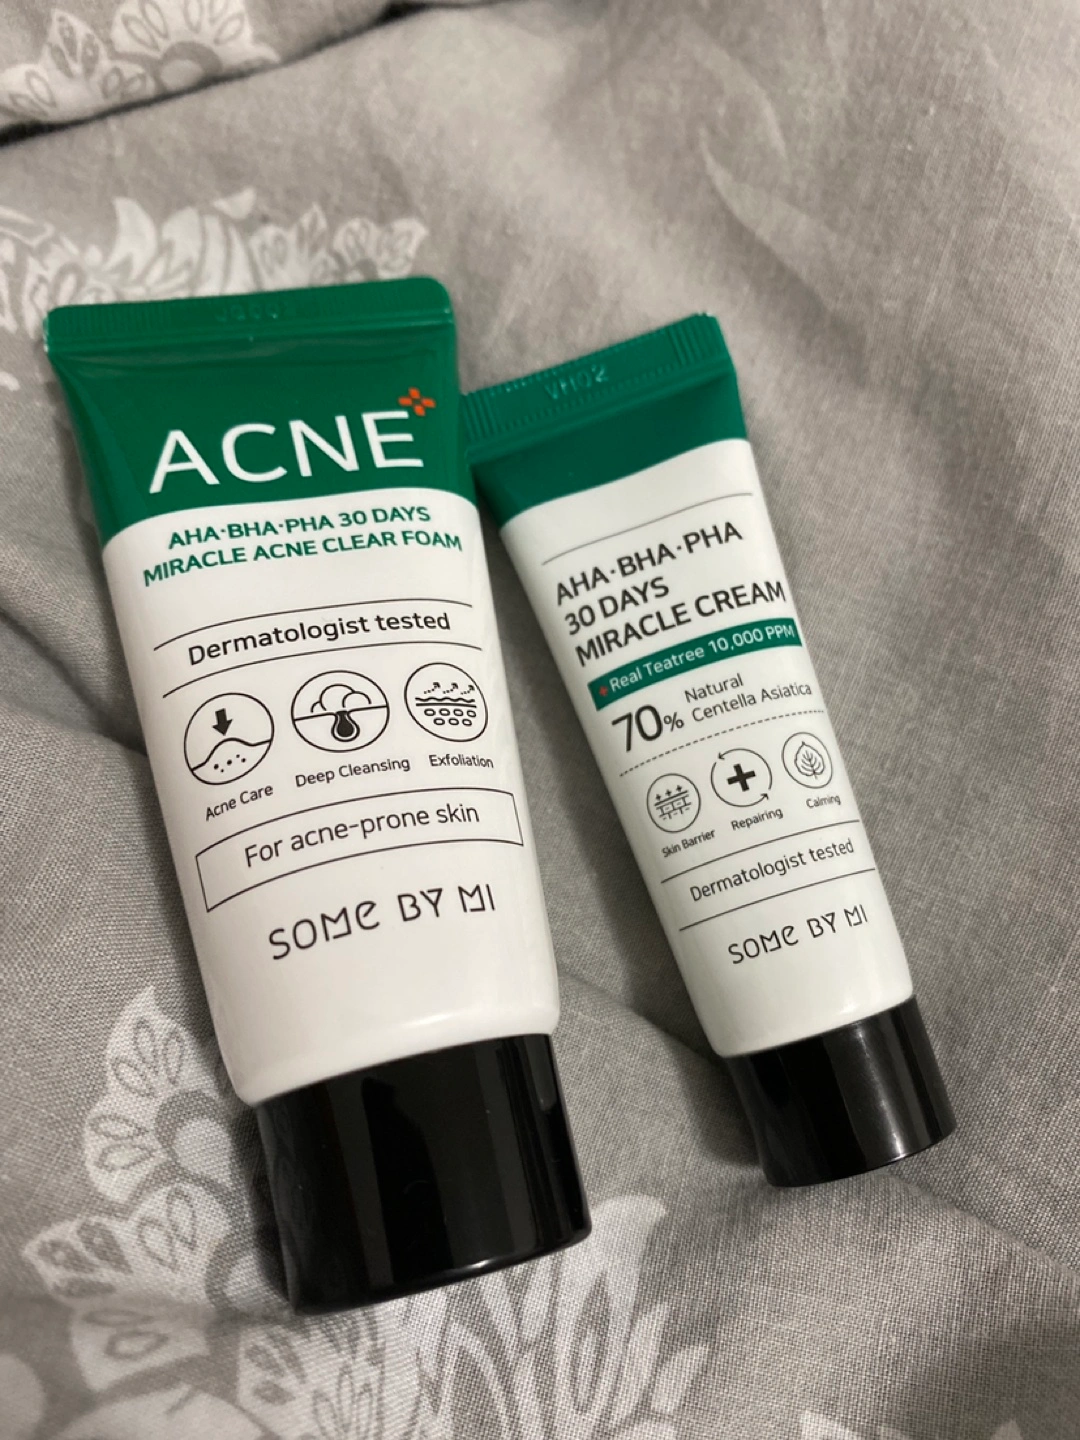 ACNE
AHA·BHA·PHA 30 DAYS
MIRACLE ACNE CLEAR FOAM
Dermatologist tested
Acne Care
Deep Cleansing
Exfoliation
For acne-prone skin
SOME BY MI
VH02
AHA·BHA·PHA
30 DAYS
MIRACLE CREAM
+Real Teatree 10,000 PPM
70% Natural
Centella Asiatica
Skin Barrier
Repairing
Calming
Dermatologist tested
SOME BY MI